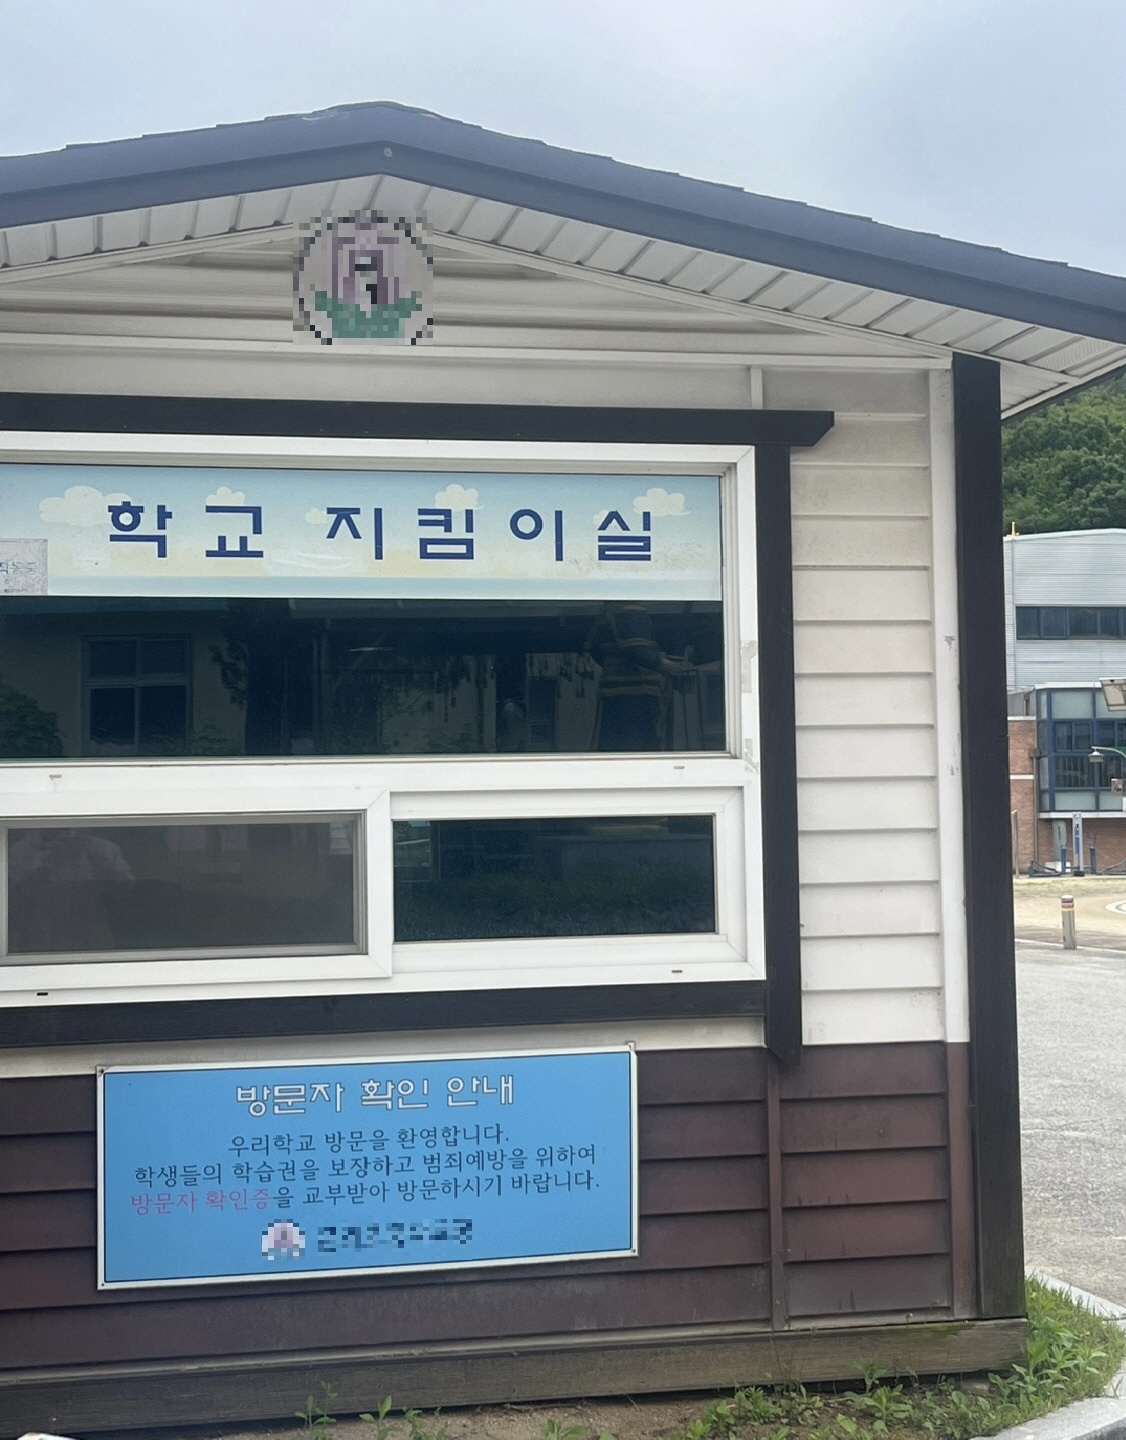 학교 지킴이실
방문자 확인 안내
우리학교 방문을 환영합니다.
학생들의 학습권을 보장하고 범죄예방을 위하여
방문자 확인증을 교부받아 방문하시기 바랍니다.